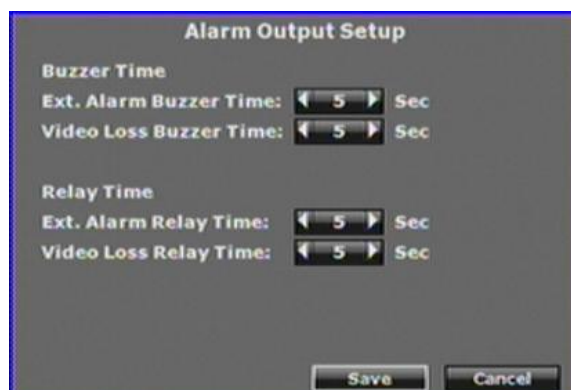 Alarm Output Setup
Buzzer Time
Ext. Alarm Buzzer Time: 5 Sec
Video Loss Buzzer Time: 5 Sec
Relay Time
Ext. Alarm Relay Time: 5 Sec
Video Loss Relay Time: 5 Sec
Save Cancel